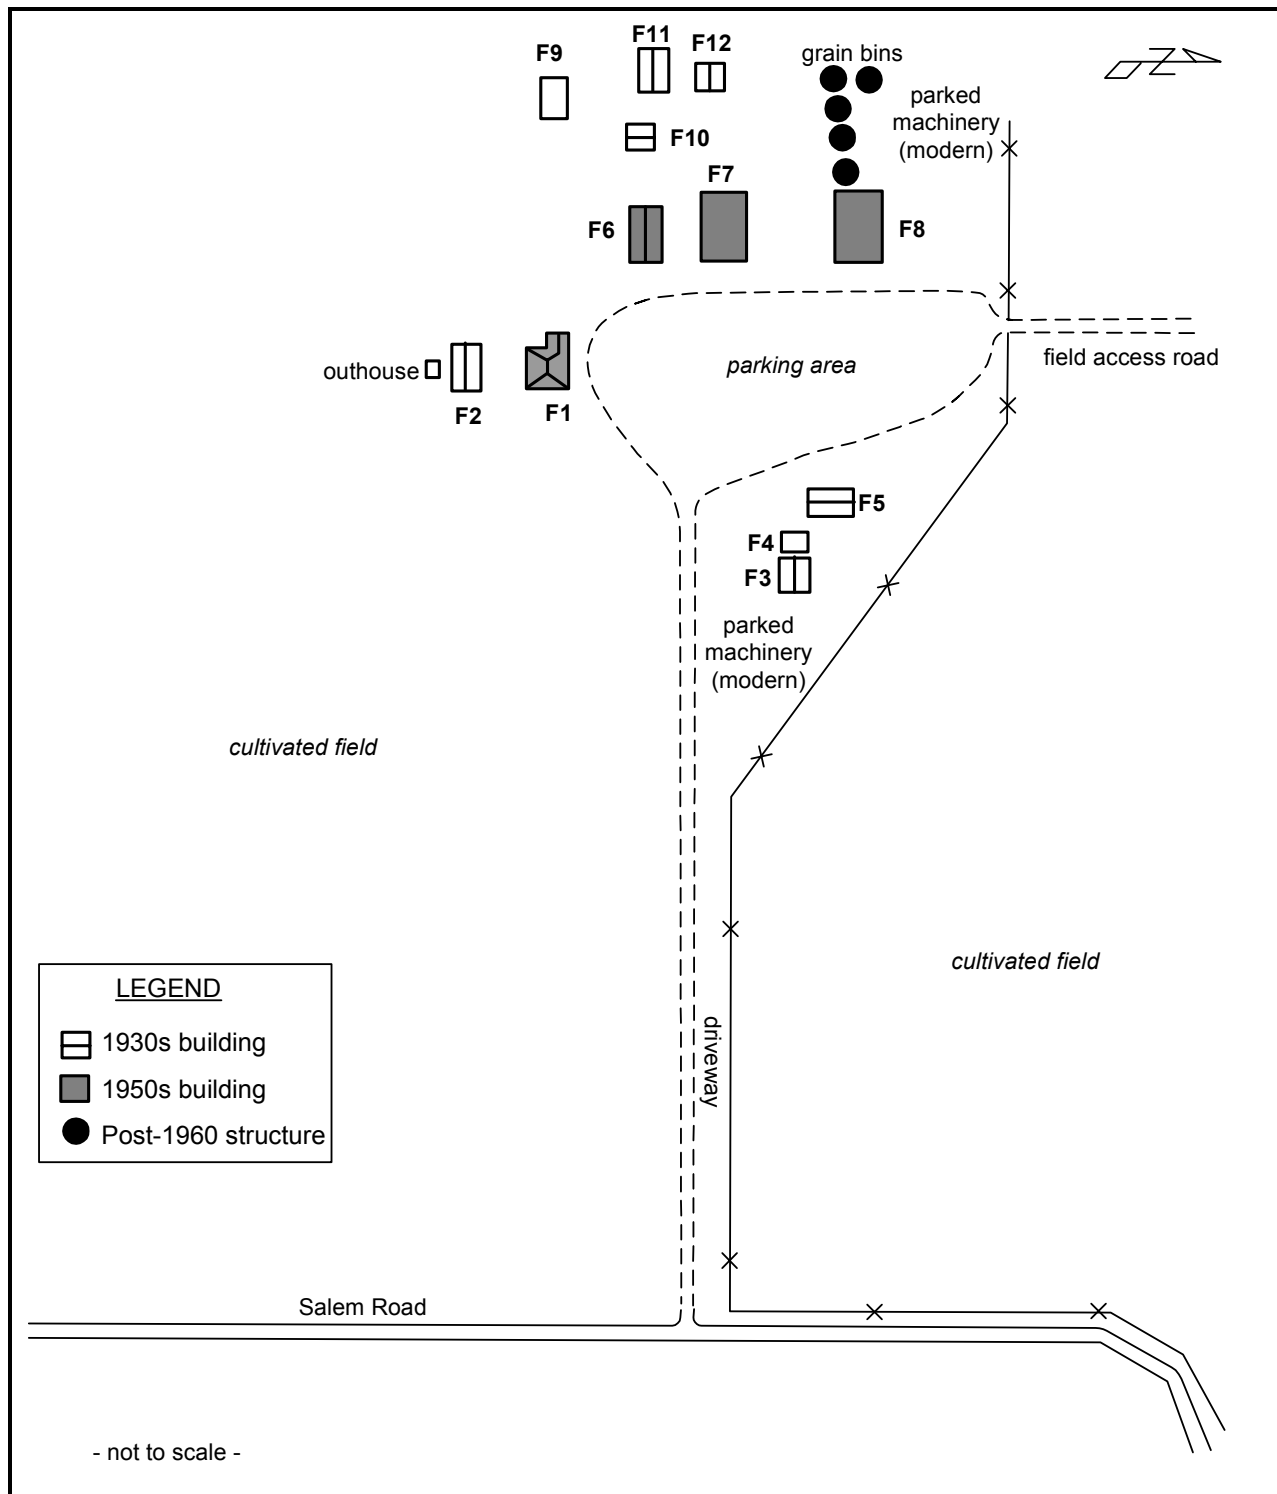 F11
F12
F9
grain bins
parked
machinery
(modern)
F10
F7
F6
F8
N
parking area
field access road
outhouse
F2
F1
F5
F4
F3
parked
machinery
(modern)
cultivated field
cultivated field
LEGEND
1930s building
1950s building
Post-1960 structure
driveway
Salem Road
- not to scale -